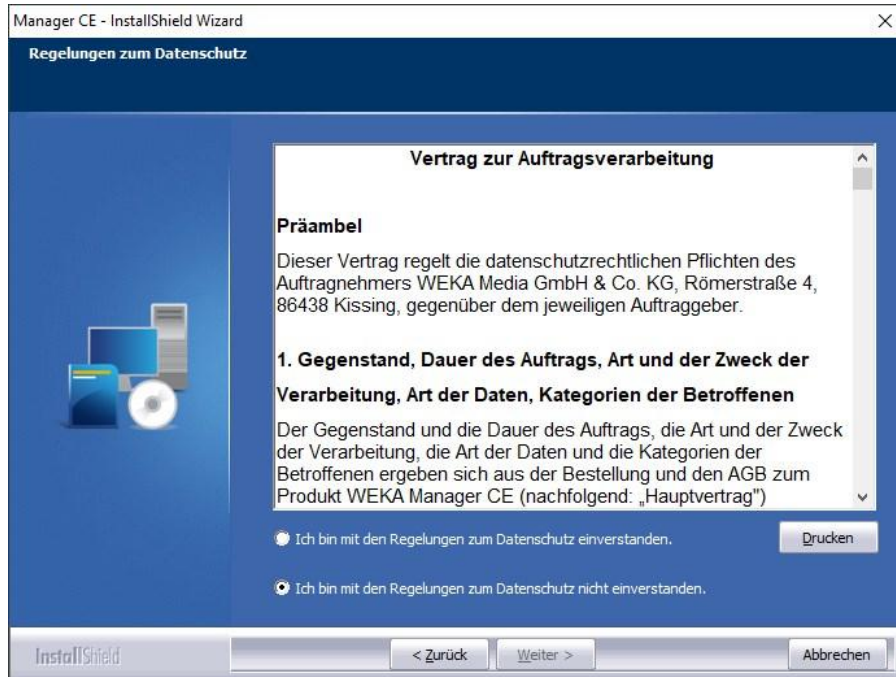 Manager CE - InstallShield Wizard
Regelungen zum Datenschutz
Vertrag zur Auftragsverarbeitung
Präambel
Dieser Vertrag regelt die datenschutzrechtlichen Pflichten des
Auftragnehmers WEKA Media GmbH & Co. KG, Römerstraße 4,
86438 Kissing, gegenüber dem jeweiligen Auftraggeber.
1. Gegenstand, Dauer des Auftrags, Art und der Zweck der
Verarbeitung, Art der Daten, Kategorien der Betroffenen
Der Gegenstand und die Dauer des Auftrags, die Art und der Zweck
der Verarbeitung, die Art der Daten und die Kategorien der
Betroffenen ergeben sich aus der Bestellung und den AGB zum
Produkt WEKA Manager CE (nachfolgend: „Hauptvertrag")
Ich bin mit den Regelungen zum Datenschutz einverstanden.
Drucken
Ich bin mit den Regelungen zum Datenschutz nicht einverstanden.
InstallShield
< Zurück
Weiter >
Abbrechen